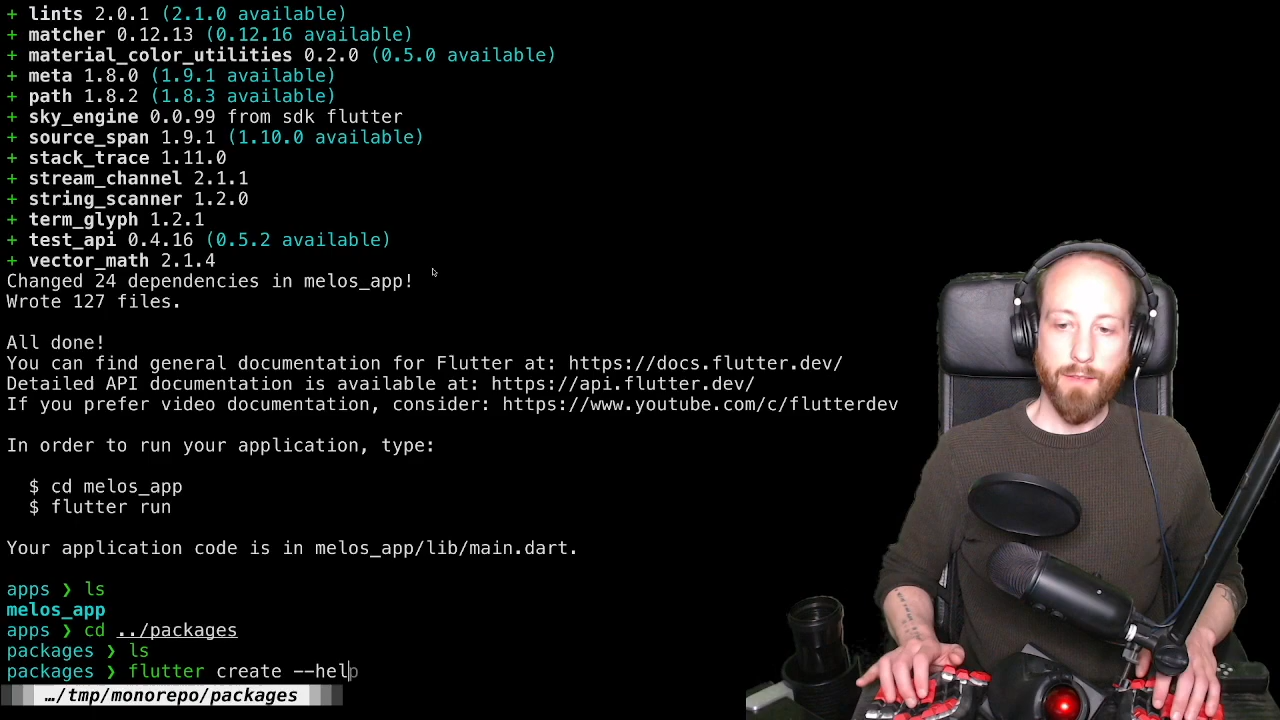 + lints 2.0.1 (2.1.0 available)
+ matcher 0.12.13 (0.12.16 available)
+ material_color_utilities 0.2.0 (0.5.0 available)
+ meta 1.8.0 (1.9.1 available)
+ path 1.8.2 (1.8.3 available)
+ sky_engine 0.0.99 from sdk flutter
+ source_span 1.9.1 (1.10.0 available)
+ stack_trace 1.11.0
+ stream_channel 2.1.1
+ string_scanner 1.2.0
+ term_glyph 1.2.1
+ test_api 0.4.16 (0.5.2 available)
+ vector_math 2.1.4
Changed 24 dependencies in melos_app!
Wrote 127 files.
All done!
You can find general documentation for Flutter at: https://docs.flutter.dev/
Detailed API documentation is available at: https://api.flutter.dev/
If you prefer video documentation, consider: https://www.youtube.com/c/flutterdev
In order to run your application, type:
$ cd melos_app
$ flutter run
Your application code is in melos_app/lib/main.dart.
apps ❯ ls
melos_app
apps ❯ cd ../packages
packages ❯ ls
packages ❯ flutter create --help
…/tmp/monorepo/packages